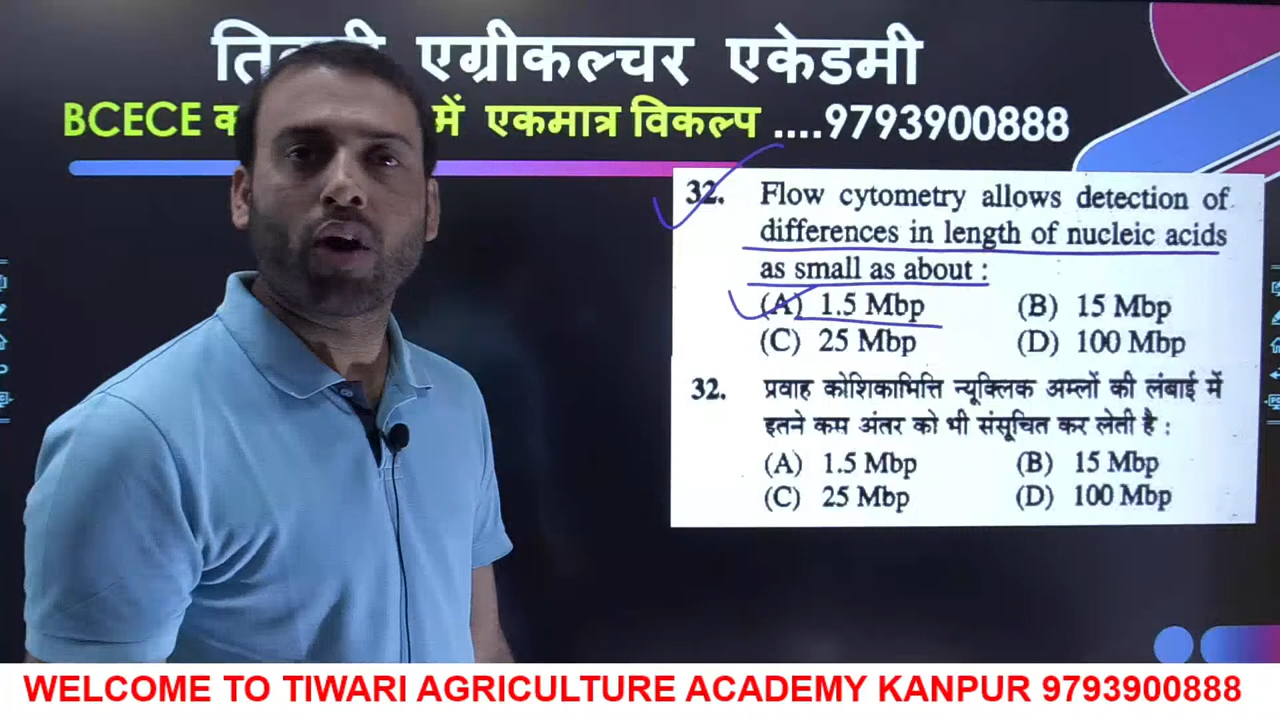 एग्रीकल्चर एकेडमी
BCECE में एकमात्र विकल्प ....9793900888
32. Flow cytometry allows detection of
differences in length of nucleic acids
as small as about :
(A) 1.5 Mbp (B) 15 Mbp
(C) 25 Mbp (D) 100 Mbp
32. प्रवाह कोशिकाभित्ति न्यूक्लिक अम्लों की लंबाई में
इतने कम अंतर को भी संसूचित कर लेती है :
(A) 1.5 Mbp (B) 15 Mbp
(C) 25 Mbp (D) 100 Mbp
WELCOME TO TIWARI AGRICULTURE ACADEMY KANPUR 9793900888